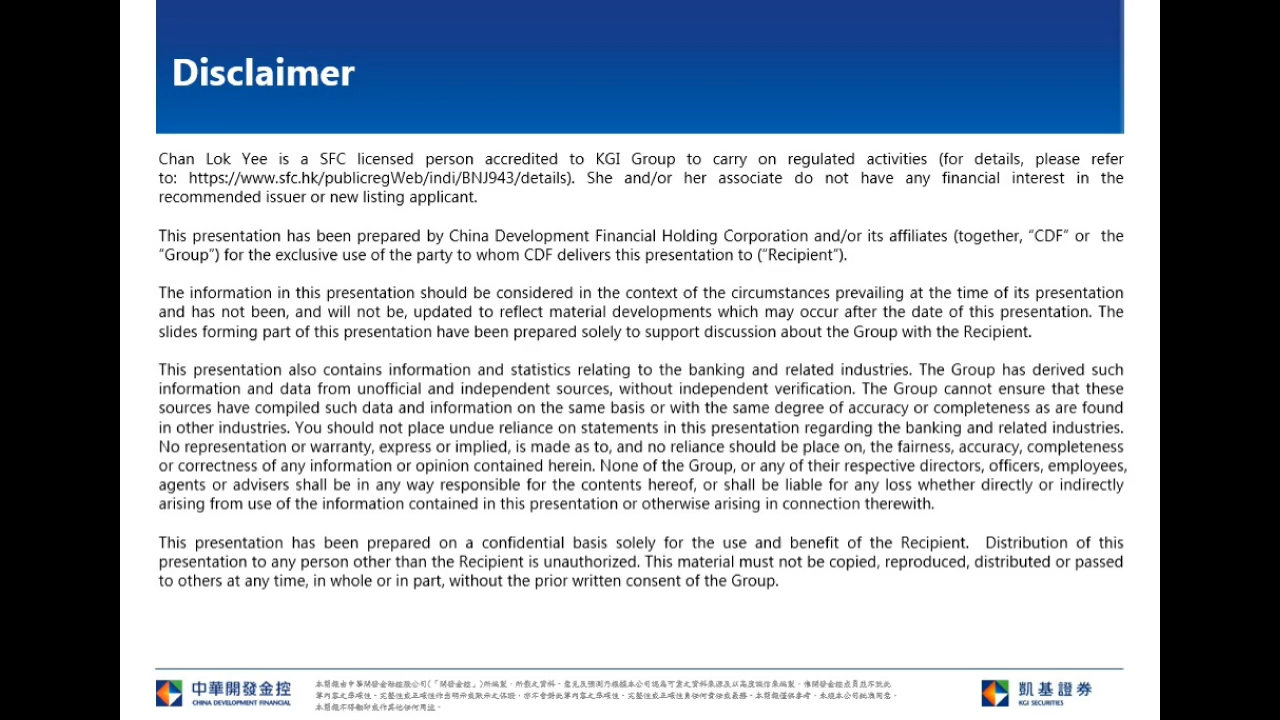 Disclaimer
Chan Lok Yee is a SFC licensed person accredited to KGI Group to carry on regulated activities (for details, please refer
to: https://www.sfc.hk/publicregWeb/indi/BNJ943/details). She and/or her associate do not have any financial interest in the
recommended issuer or new listing applicant.
This presentation has been prepared by China Development Financial Holding Corporation and/or its affiliates (together, “CDF” or the
“Group”) for the exclusive use of the party to whom CDF delivers this presentation to (“Recipient”).
The information in this presentation should be considered in the context of the circumstances prevailing at the time of its presentation
and has not been, and will not be, updated to reflect material developments which may occur after the date of this presentation. The
slides forming part of this presentation have been prepared solely to support discussion about the Group with the Recipient.
This presentation also contains information and statistics relating to the banking and related industries. The Group has derived such
information and data from unofficial and independent sources, without independent verification. The Group cannot ensure that these
sources have compiled such data and information on the same basis or with the same degree of accuracy or completeness as are found
in other industries. You should not place undue reliance on statements in this presentation regarding the banking and related industries.
No representation or warranty, express or implied, is made as to, and no reliance should be place on, the fairness, accuracy, completeness
or correctness of any information or opinion contained herein. None of the Group, or any of their respective directors, officers, employees,
agents or advisers shall be in any way responsible for the contents hereof, or shall be liable for any loss whether directly or indirectly
arising from use of the information contained in this presentation or otherwise arising in connection therewith.
This presentation has been prepared on a confidential basis solely for the use and benefit of the Recipient. Distribution of this
presentation to any person other than the Recipient is unauthorized. This material must not be copied, reproduced, distributed or passed
to others at any time, in whole or in part, without the prior written consent of the Group.
中華開發金控
CHINA DEVELOPMENT FINANCIAL
凱基證券
KGI SECURITIES